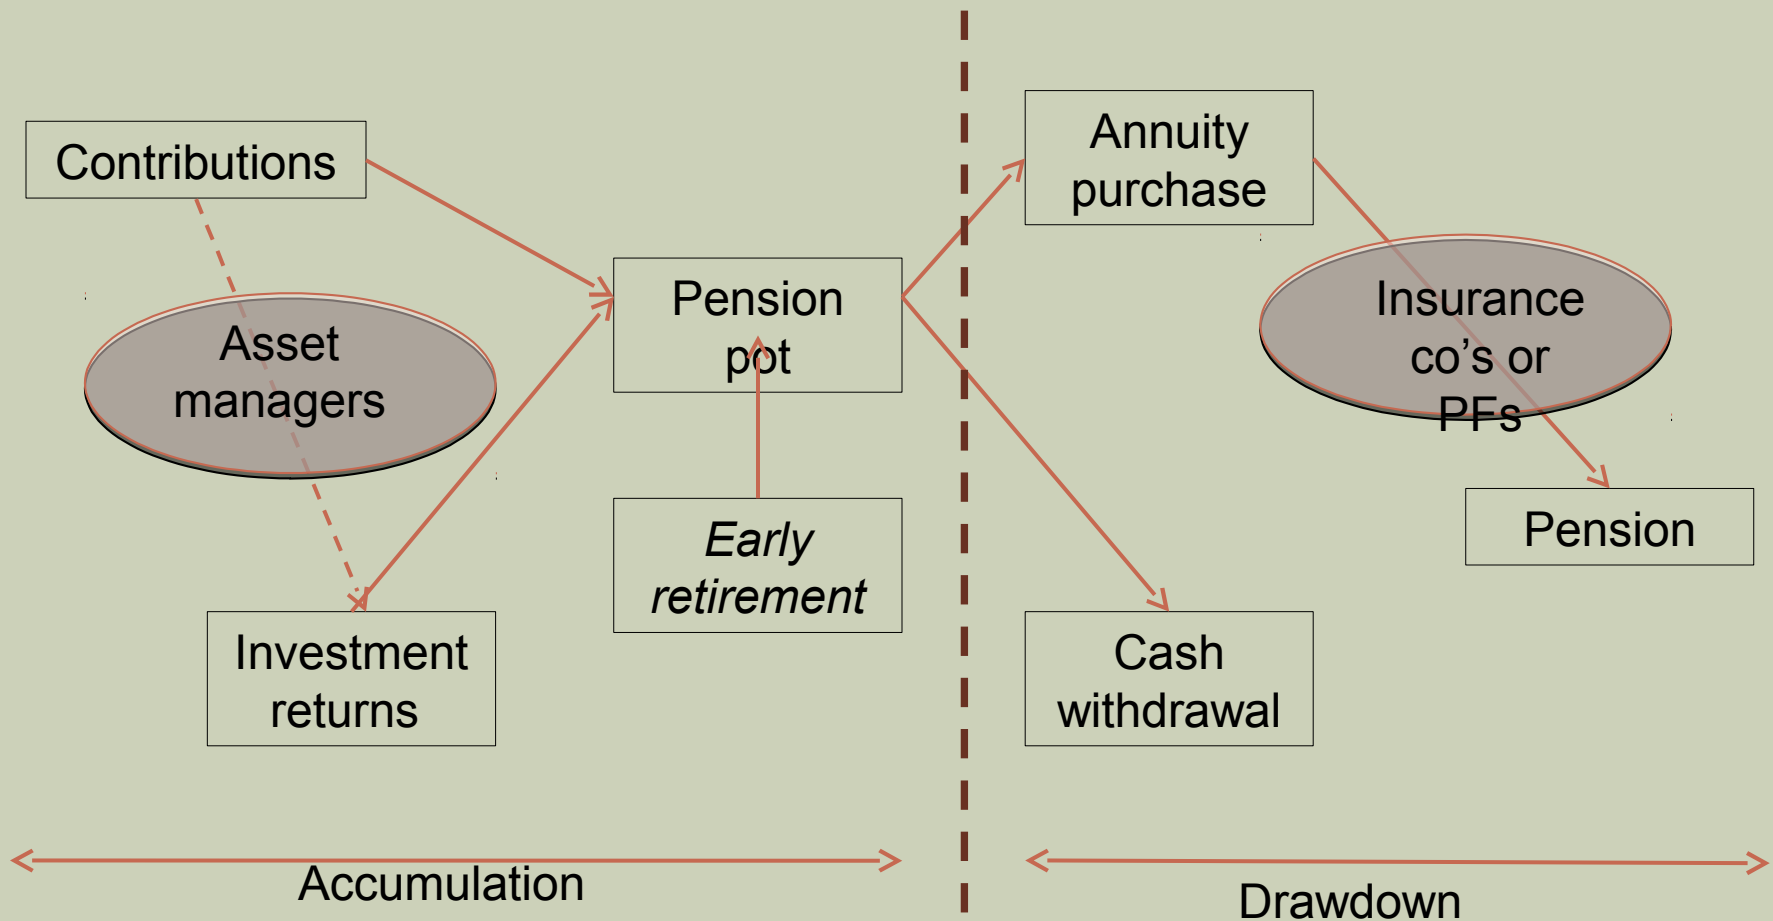 Contributions
Asset
managers
Investment
returns
Pension
pot
Early
retirement
Annuity
purchase
Insurance
co’s or
PFs
Pension
Cash
withdrawal
Accumulation
Drawdown